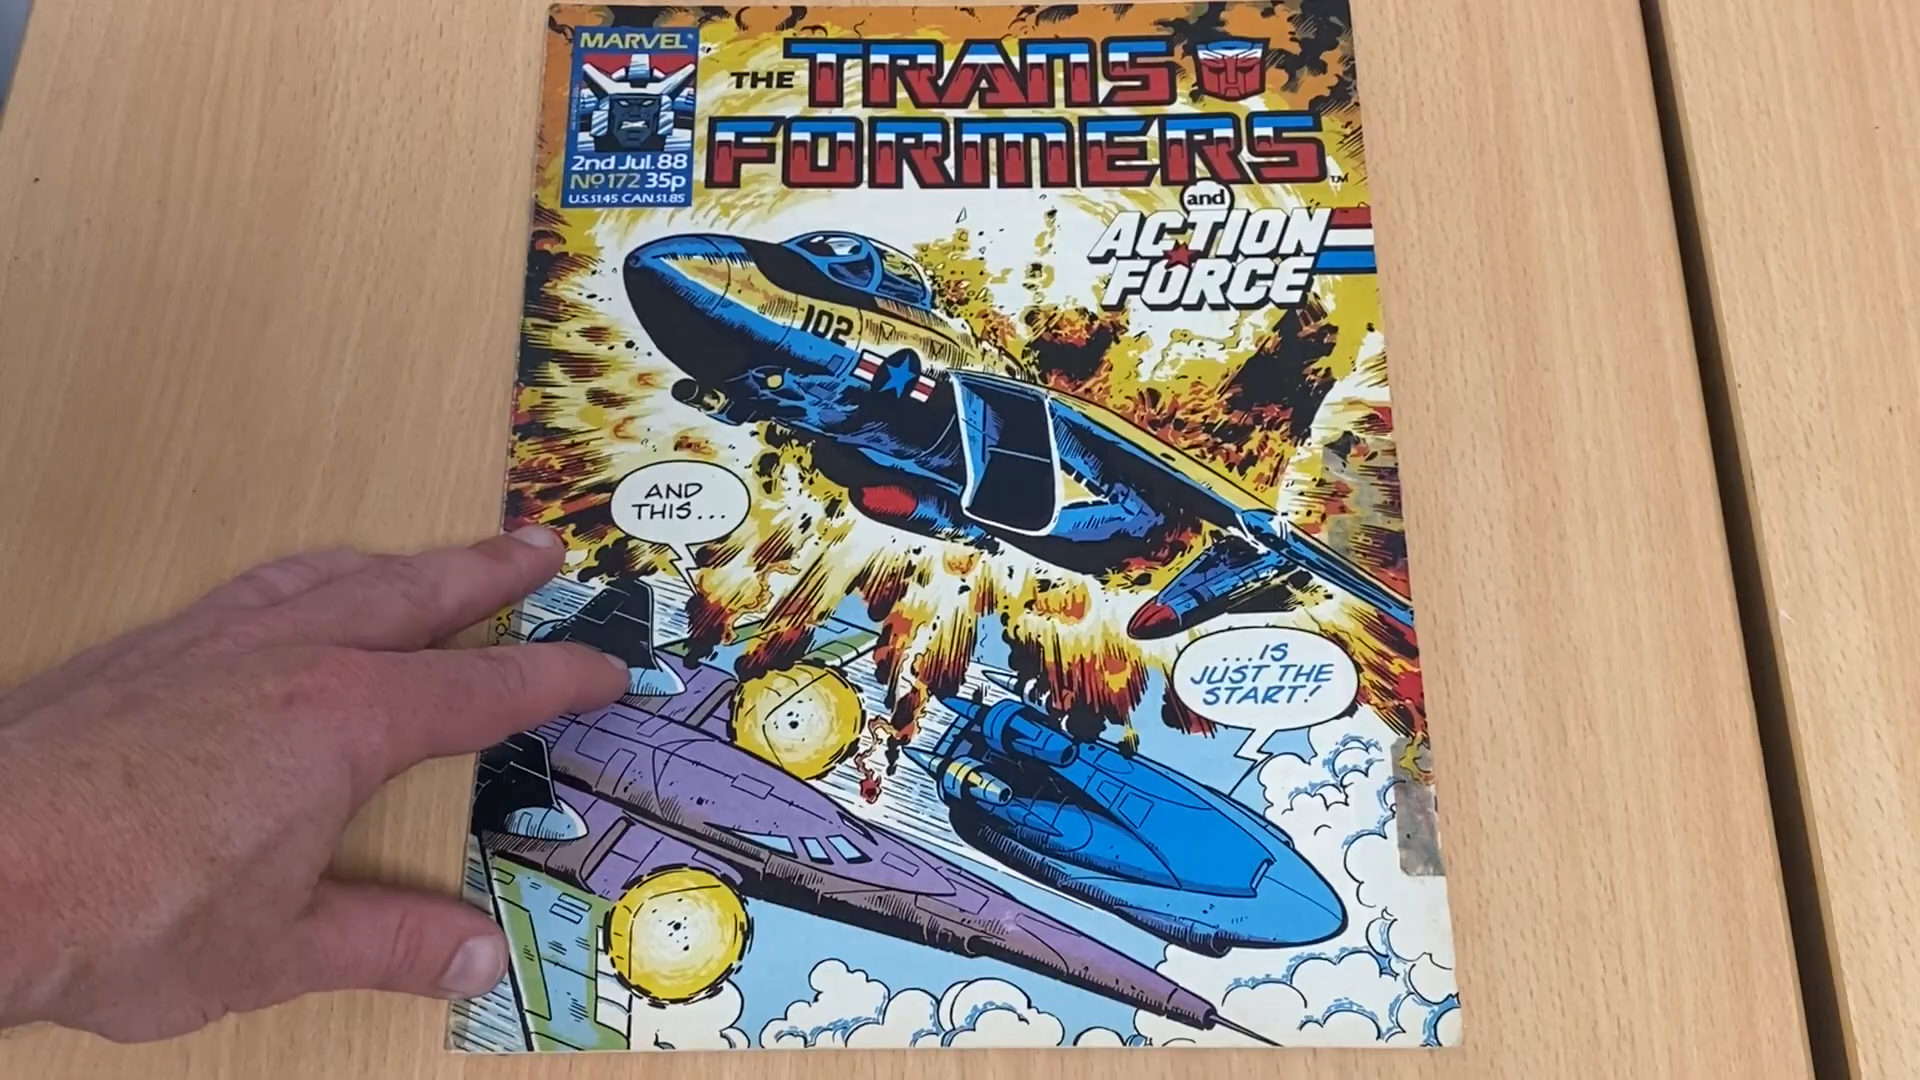 MARVEL
2nd Jul. 88
No 172 35p
U.S.$1.45 CAN.$1.85
THE TRANS
FORMERS
TM
and
ACTION
FORCE
102
AND
THIS...
...IS
JUST THE
START!